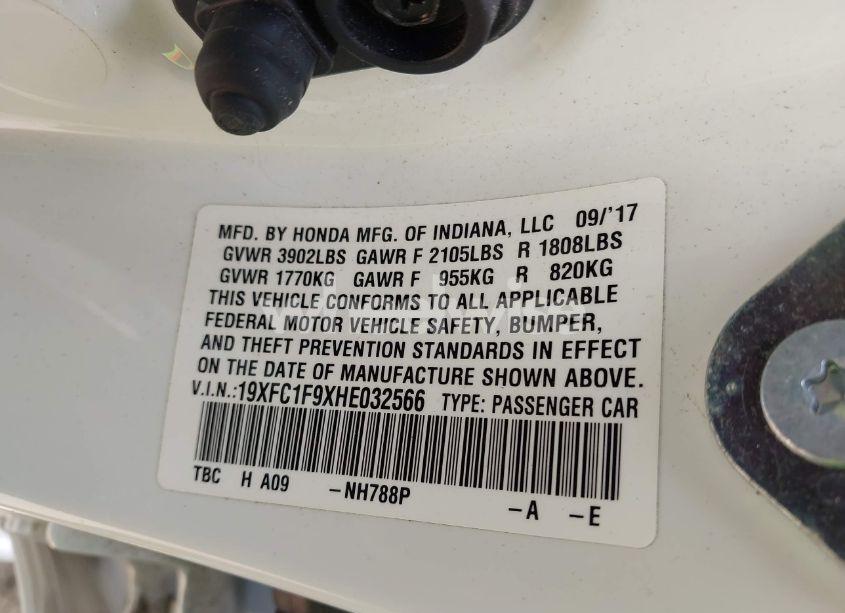 MFD. BY HONDA MFG. OF INDIANA, LLC 09/'17
GVWR 3902LBS GAWR F 2105LBS R 1808LBS
GVWR 1770KG GAWR F 955KG R 820KG
THIS VEHICLE CONFORMS TO ALL APPLICABLE
FEDERAL MOTOR VEHICLE SAFETY, BUMPER,
AND THEFT PREVENTION STANDARDS IN EFFECT
ON THE DATE OF MANUFACTURE SHOWN ABOVE.
V.I.N.:19XFC1F9XHE032566 TYPE: PASSENGER CAR
TBC H A09 -NH788P -A -E